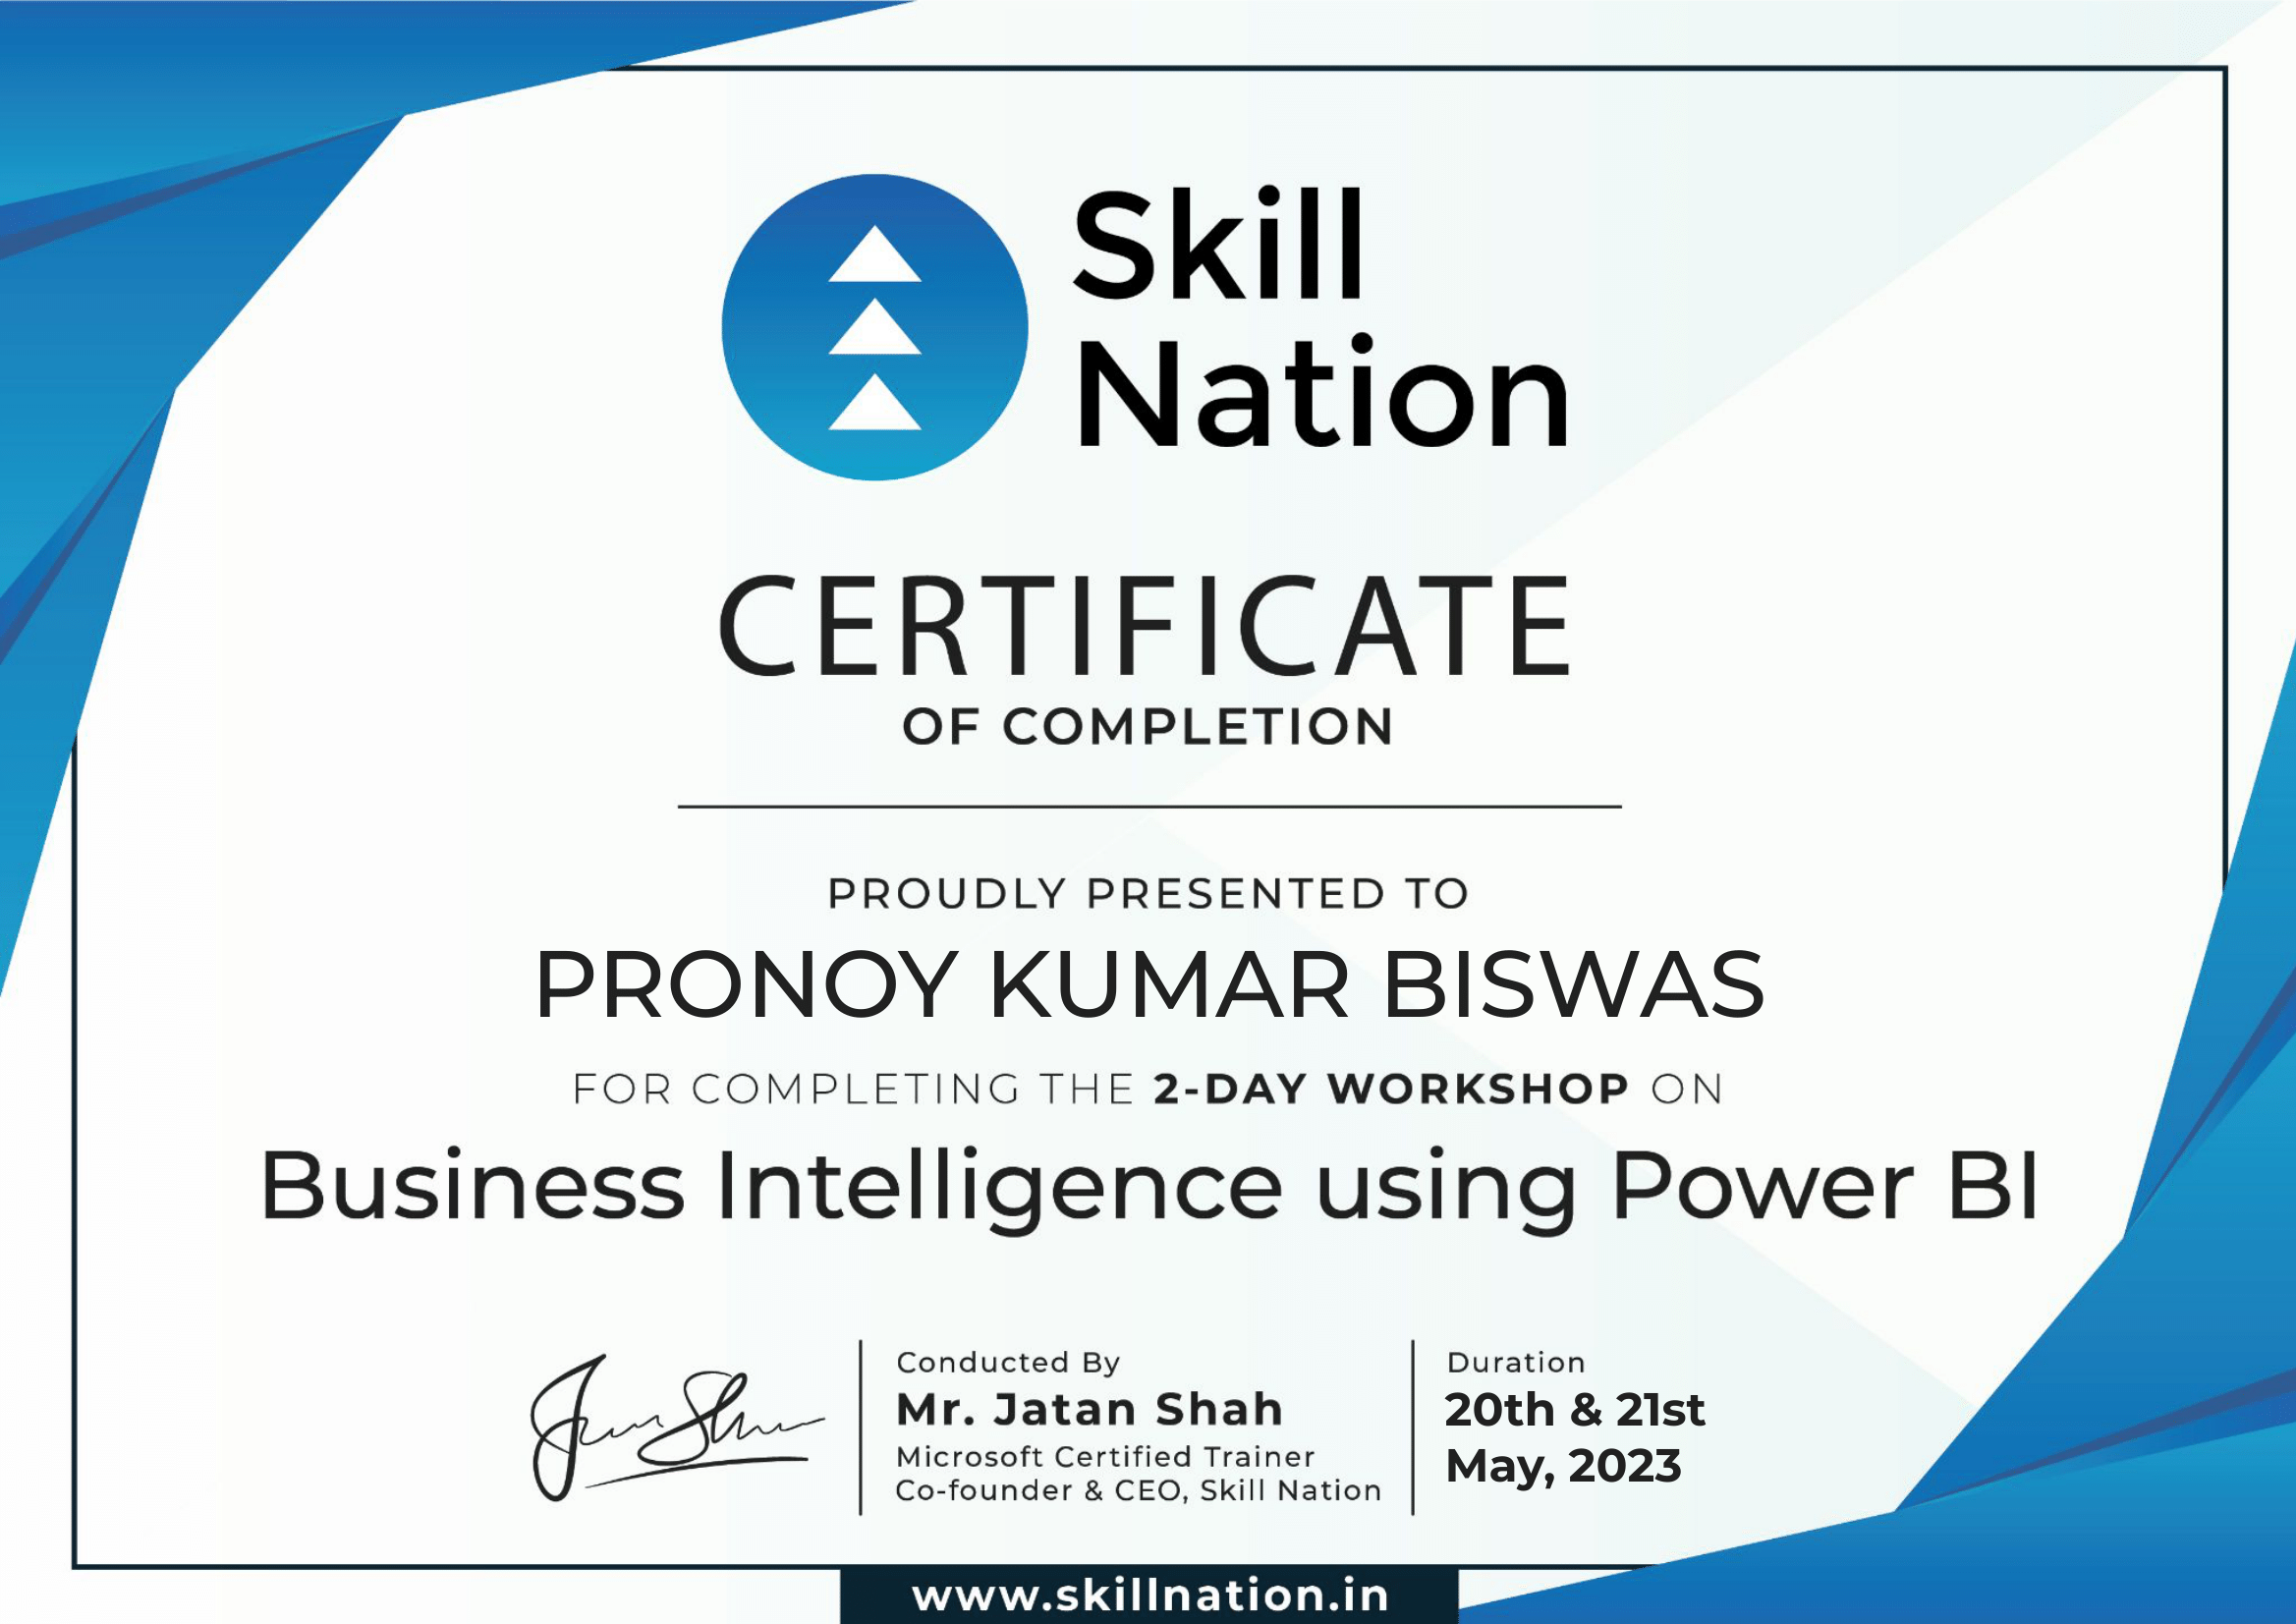 Skill
Nation
CERTIFICATE
OF COMPLETION
PROUDLY PRESENTED TO
PRONOY KUMAR BISWAS
FOR COMPLETING THE 2-DAY WORKSHOP ON
Business Intelligence using Power BI
Conducted By
Mr. Jatan Shah
Microsoft Certified Trainer
Co-founder & CEO, Skill Nation
Duration
20th & 21st
May, 2023
www.skillnation.in